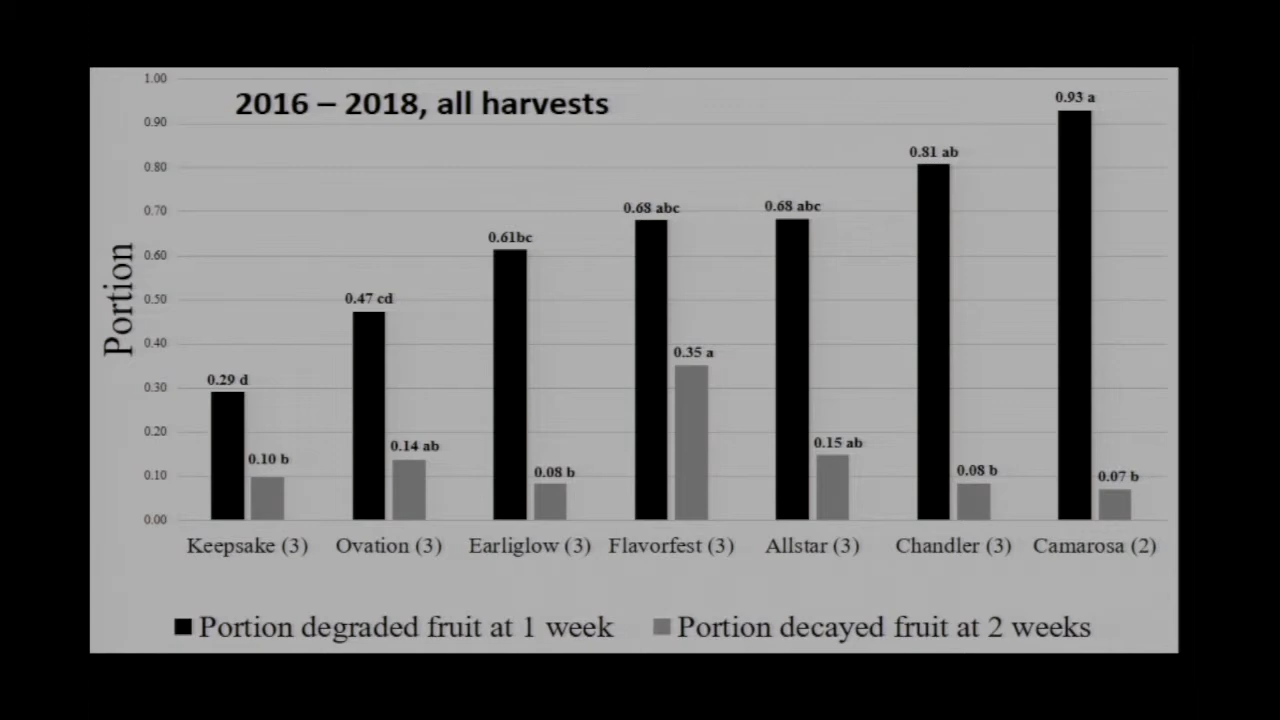 2016 – 2018, all harvests
Portion
1.00
0.90
0.80
0.70
0.60
0.50
0.40
0.30
0.20
0.10
0.00
0.29 d
0.10 b
0.47 cd
0.14 ab
0.61bc
0.08 b
0.68 abc
0.35 a
0.68 abc
0.15 ab
0.81 ab
0.08 b
0.93 a
0.07 b
Keepsake (3) Ovation (3) Earliglow (3) Flavorfest (3) Allstar (3) Chandler (3) Camarosa (2)
Portion degraded fruit at 1 week Portion decayed fruit at 2 weeks